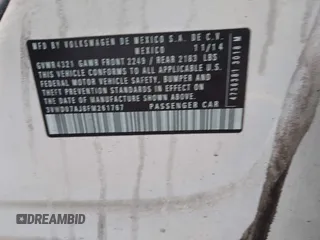 MFD BY VOLKSWAGEN DE MEXICO S.A. DE C.V.
MEXICO 11/14
GVWR4321 GAWR FRONT 2249 / REAR 2183 LBS
THIS VEHICLE CONFORMS TO ALL APPLICABLE
FEDERAL MOTOR VEHICLE SAFETY, BUMPER AND
THEFT PREVENTION STANDARDS IN EFFECT ON
THE DATE OF MANUFACTURE SHOWN ABOVE
PASSENGER CAR
DREAMBID